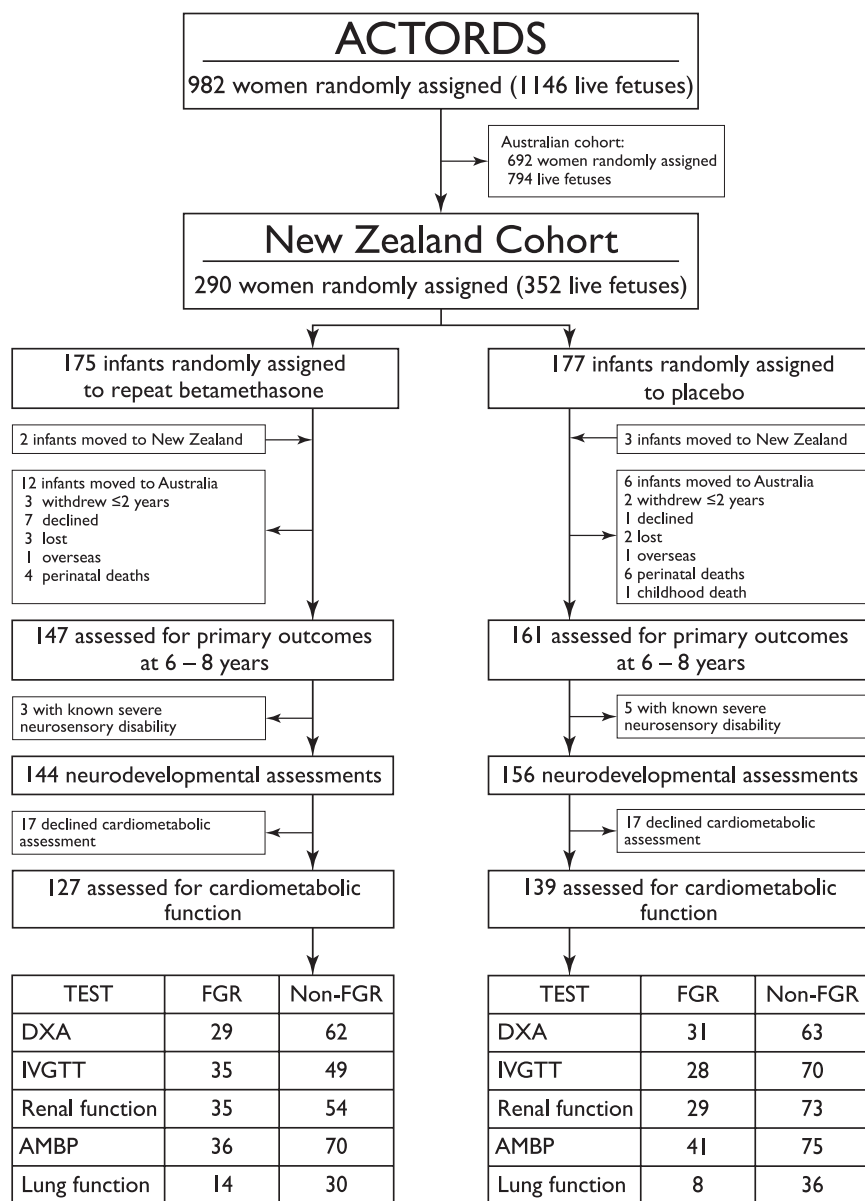 ACTORDS
982 women randomly assigned (1146 live fetuses)
Australian cohort:
692 women randomly assigned
794 live fetuses
New Zealand Cohort
290 women randomly assigned (352 live fetuses)
175 infants randomly assigned
to repeat betamethasone
2 infants moved to New Zealand
12 infants moved to Australia
3 withdrew ≤2 years
7 declined
3 lost
1 overseas
4 perinatal deaths
147 assessed for primary outcomes
at 6 – 8 years
3 with known severe
neurosensory disability
144 neurodevelopmental assessments
17 declined cardiometabolic
assessment
127 assessed for cardiometabolic
function
TEST FGR Non-FGR
DXA 29 62
IVGTT 35 49
Renal function 35 54
AMBP 36 70
Lung function 14 30
177 infants randomly assigned
to placebo
3 infants moved to New Zealand
6 infants moved to Australia
2 withdrew ≤2 years
1 declined
2 lost
1 overseas
6 perinatal deaths
1 childhood death
161 assessed for primary outcomes
at 6 – 8 years
5 with known severe
neurosensory disability
156 neurodevelopmental assessments
17 declined cardiometabolic
assessment
139 assessed for cardiometabolic
function
TEST FGR Non-FGR
DXA 31 63
IVGTT 28 70
Renal function 29 73
AMBP 41 75
Lung function 8 36